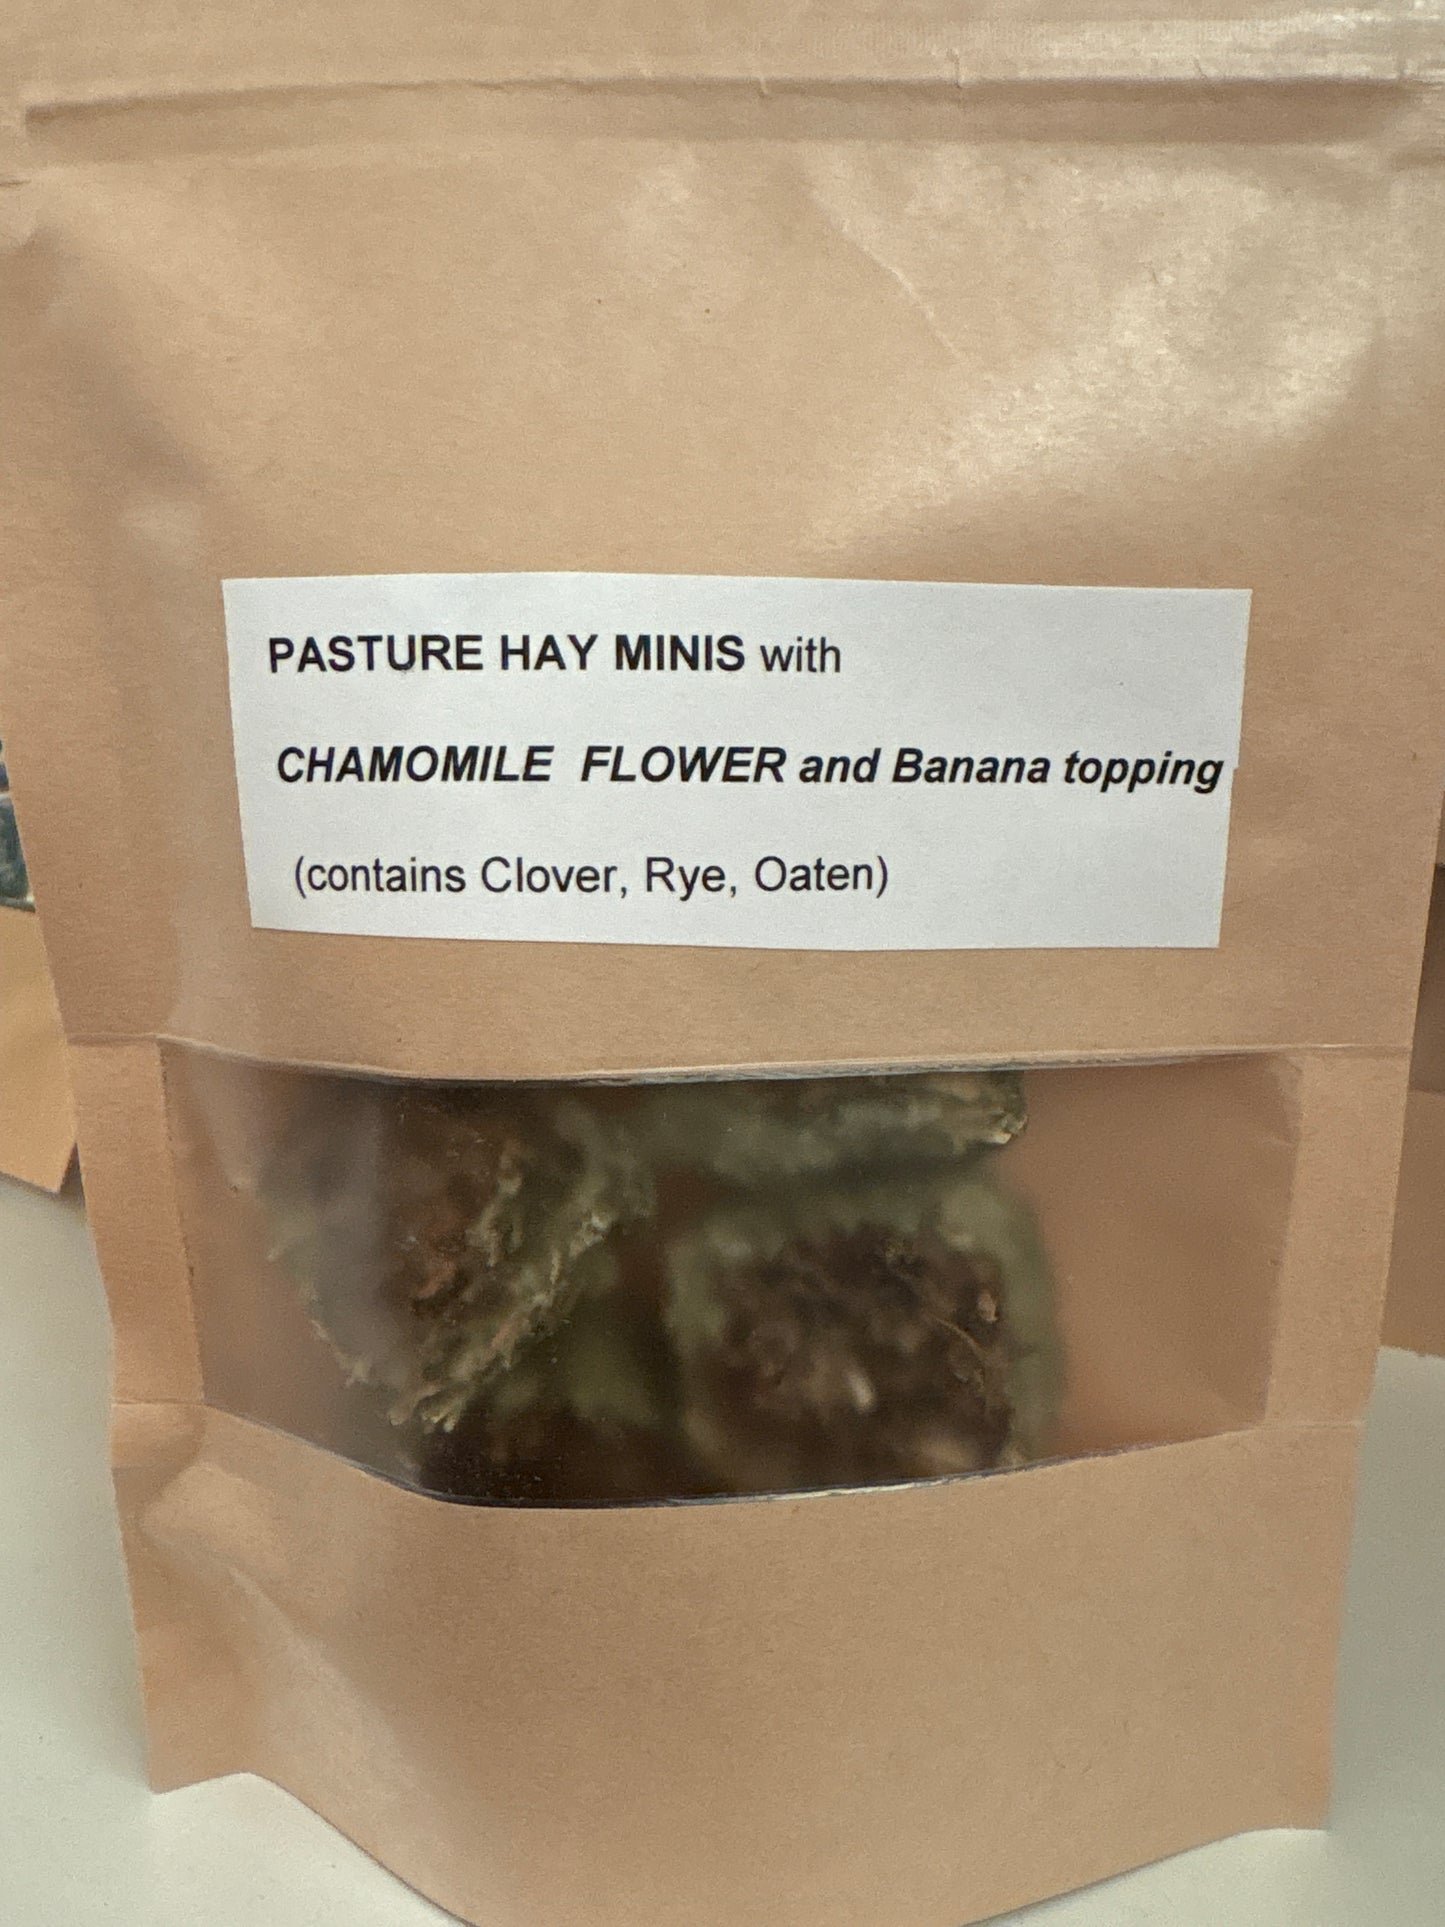 PASTURE HAY MINIS with
CHAMOMILE FLOWER and Banana topping
(contains Clover, Rye, Oaten)